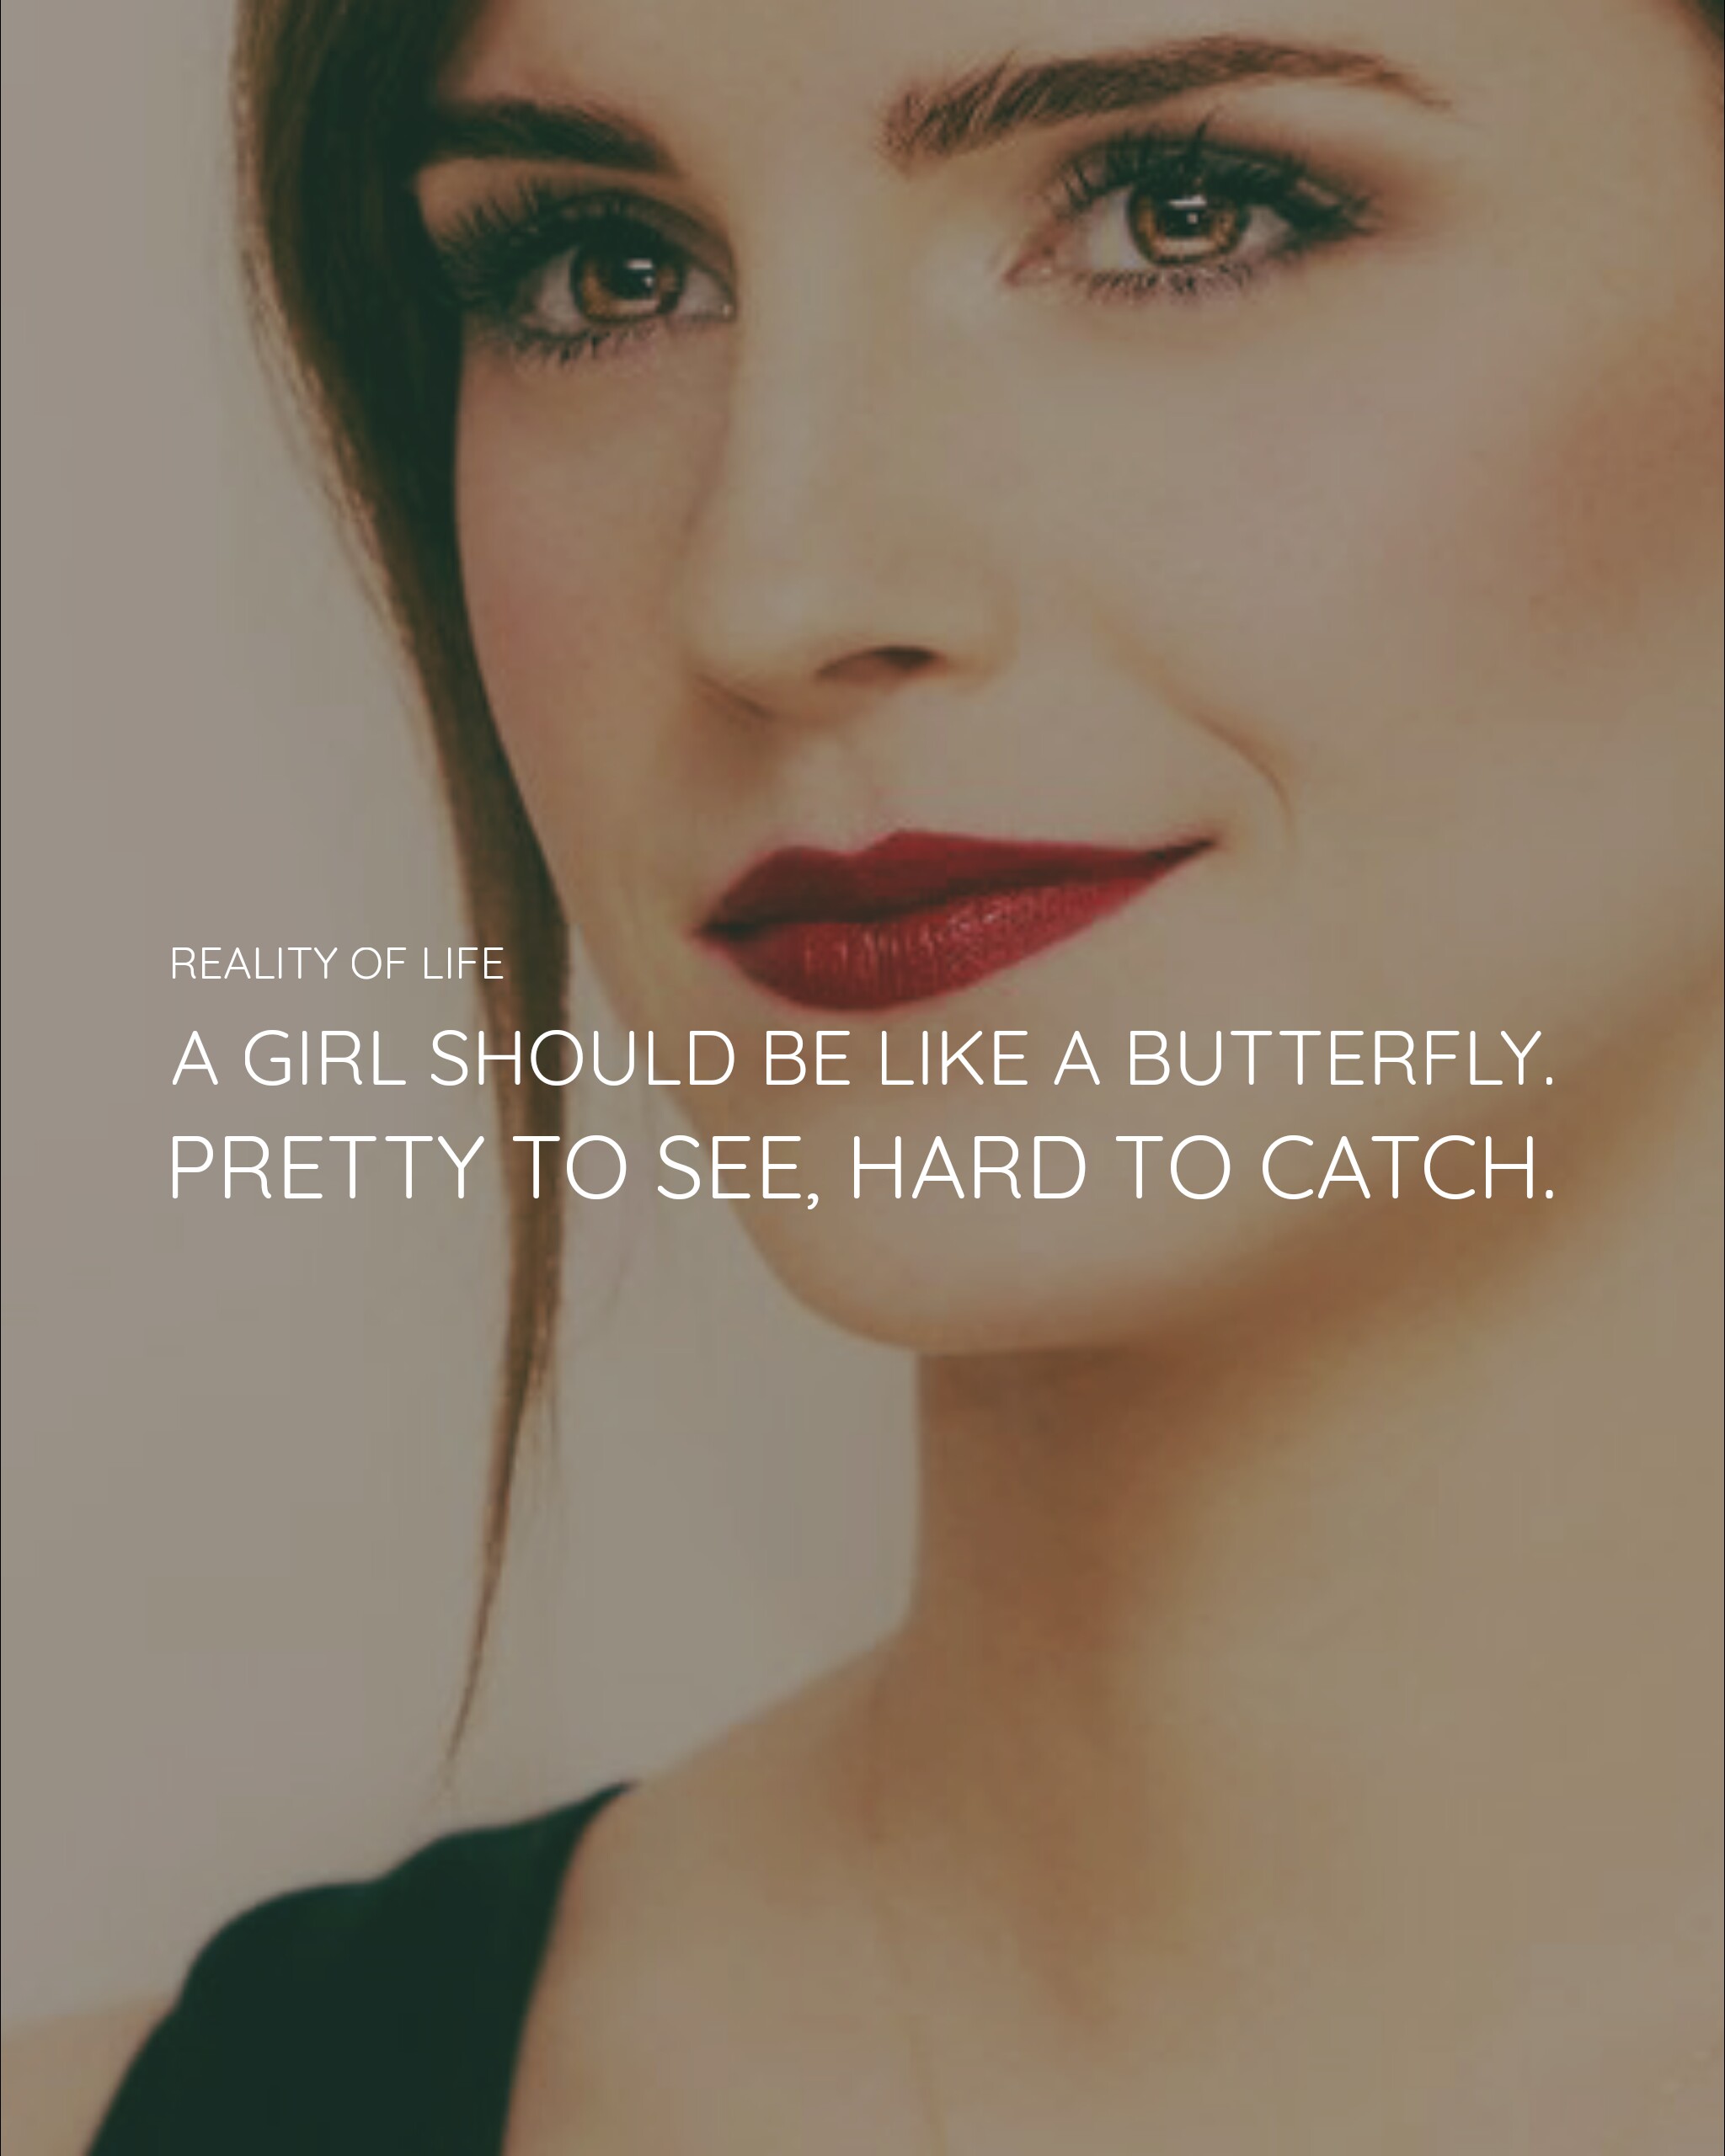 REALITY OF LIFE
A GIRL SHOULD BE LIKE A BUTTERFLY.
PRETTY TO SEE, HARD TO CATCH.